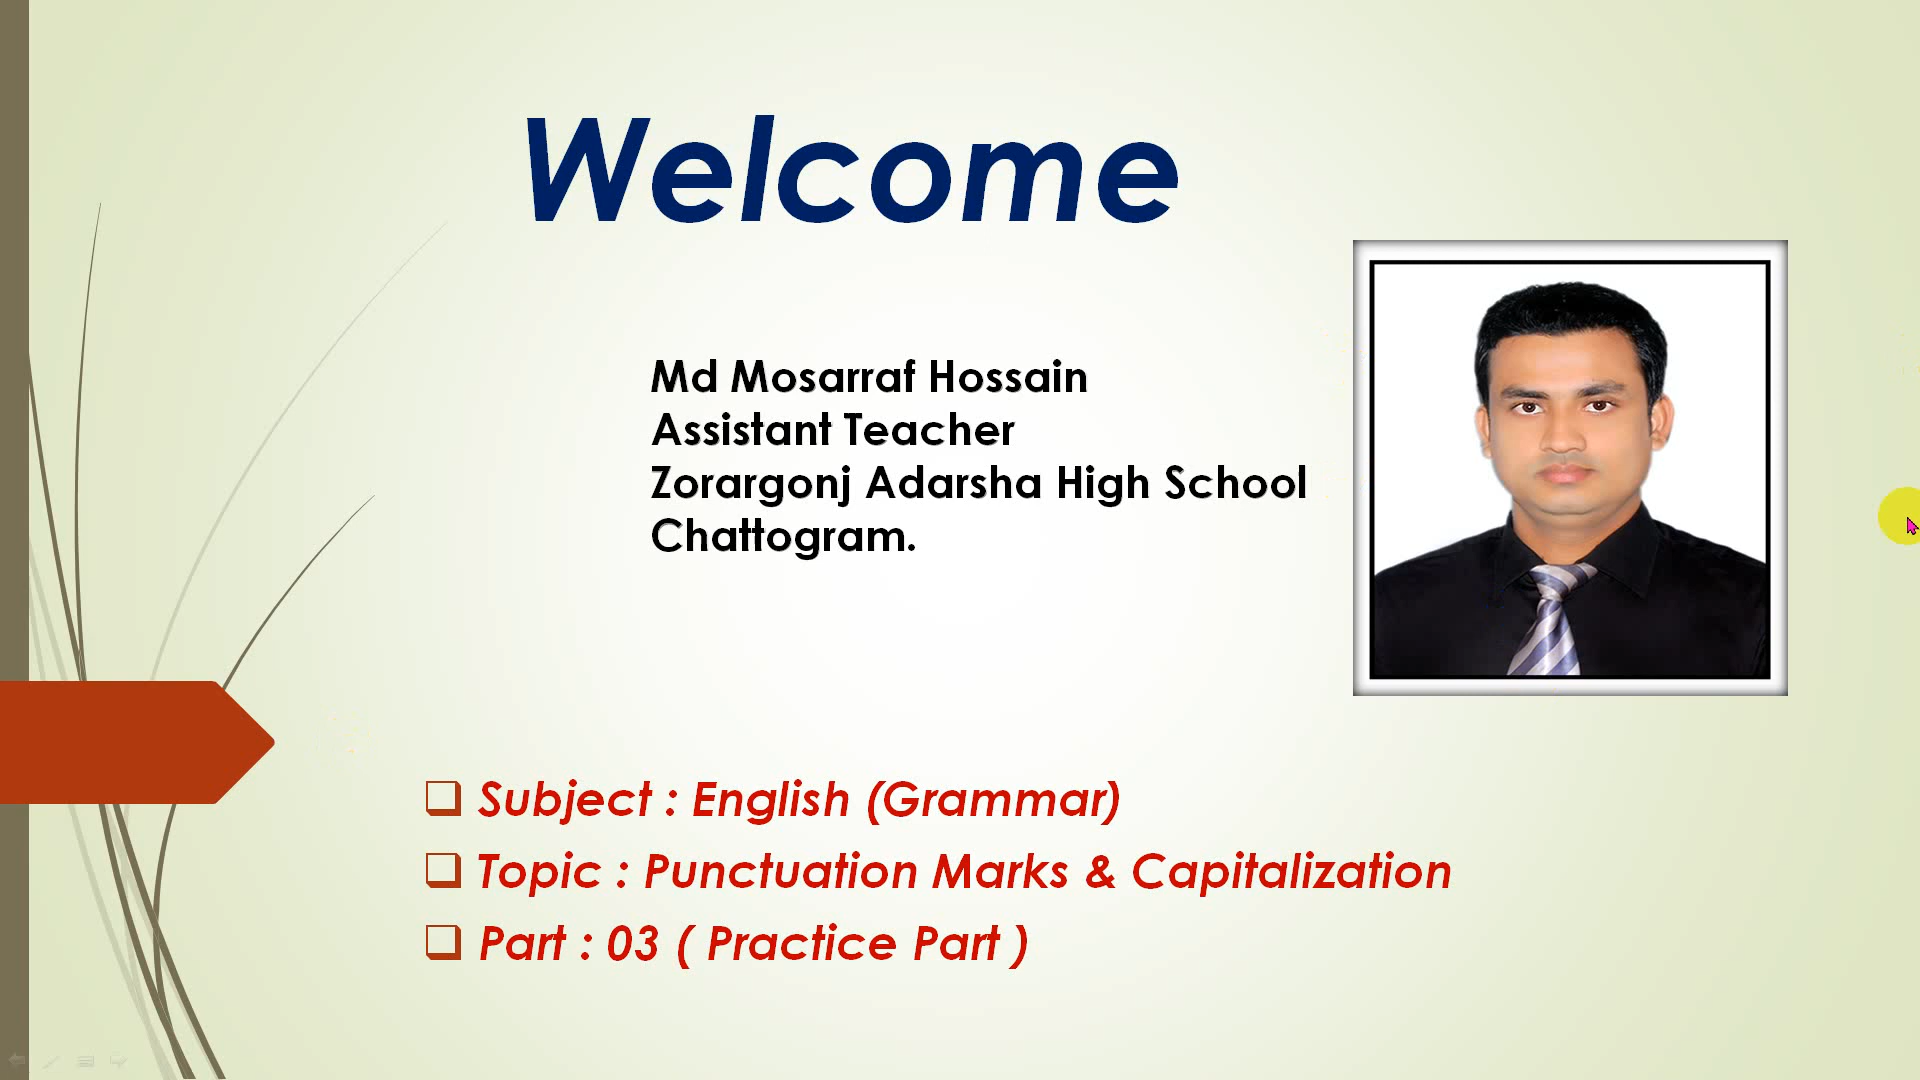 Welcome
Md Mosarraf Hossain
Assistant Teacher
Zorargonj Adarsha High School
Chattogram.
Subject : English (Grammar)
Topic : Punctuation Marks & Capitalization
Part : 03 ( Practice Part )